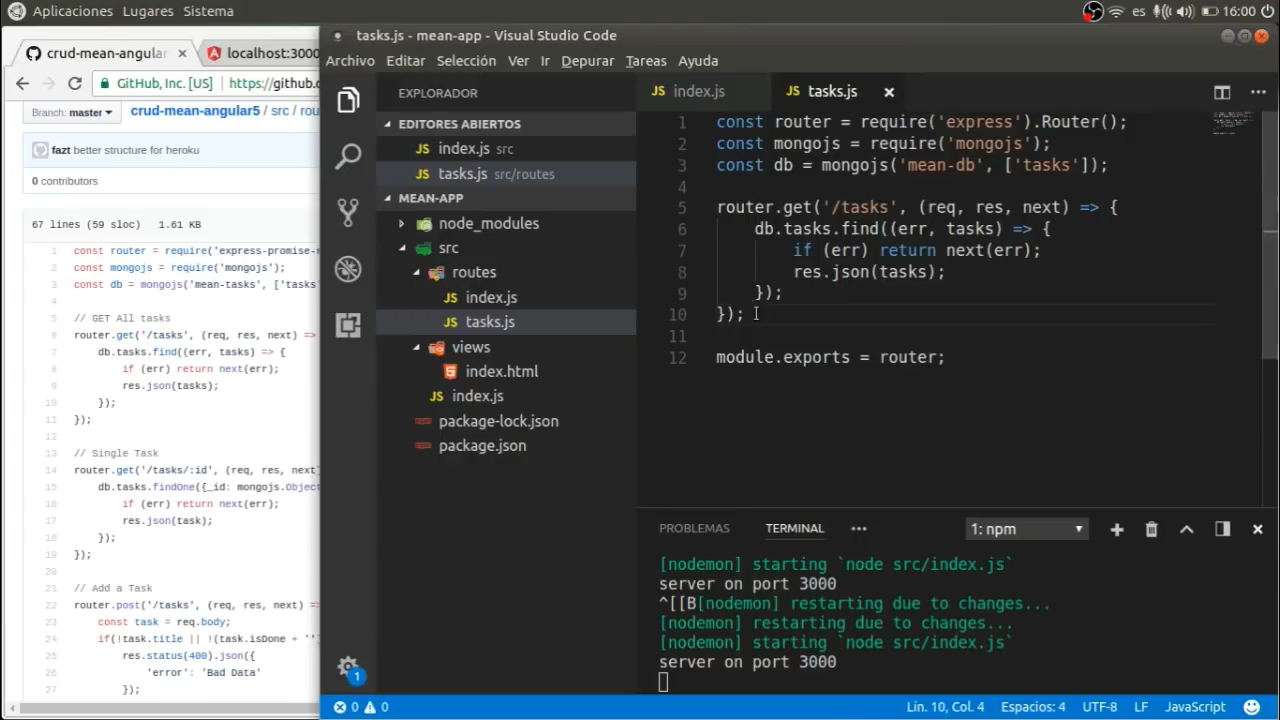 Aplicaciones Lugares Sistema
es 16:00
crud-mean-angular
localhost:3000
GitHub, Inc. [US] https://github.c
Branch: master
crud-mean-angular5 / src / rou
fazt better structure for heroku
0 contributors
67 lines (59 sloc) 1.61 KB
1 const router = require('express-promise-r
2 const mongojs = require('mongojs');
3 const db = mongojs('mean-tasks', ['tasks
4
5 // GET All tasks
6 router.get('/tasks', (req, res, next) =>
7 db.tasks.find((err, tasks) => {
8 if (err) return next(err);
9 res.json(tasks);
10 });
11 });
12
13 // Single Task
14 router.get('/tasks/:id', (req, res, next)
15 db.tasks.findOne({_id: mongojs.Objec
16 if (err) return next(err);
17 res.json(task);
18 });
19 });
20
21 // Add a Task
22 router.post('/tasks', (req, res, next) =>
23 const task = req.body;
24 if(!task.title || !(task.isDone + '')
25 res.status(400).json({
26 'error': 'Bad Data'
27 });
tasks.js - mean-app - Visual Studio Code
Archivo Editar Selección Ver Ir Depurar Tareas Ayuda
EXPLORADOR
EDITORES ABIERTOS
JS index.js src
JS tasks.js src/routes
MEAN-APP
node_modules
src
routes
JS index.js
JS tasks.js
views
index.html
JS index.js
package-lock.json
package.json
1
JS index.js
JS tasks.js
1 const router = require('express').Router();
2 const mongojs = require('mongojs');
3 const db = mongojs('mean-db', ['tasks']);
4
5 router.get('/tasks', (req, res, next) => {
6 db.tasks.find((err, tasks) => {
7 if (err) return next(err);
8 res.json(tasks);
9 });
10 });
11
12 module.exports = router;
PROBLEMAS TERMINAL 1: npm
[nodemon] starting `node src/index.js`
server on port 3000
^[[B[nodemon] restarting due to changes...
[nodemon] restarting due to changes...
[nodemon] starting `node src/index.js`
server on port 3000
0 0 Lín. 10, Col. 4 Espacios: 4 UTF-8 LF JavaScript